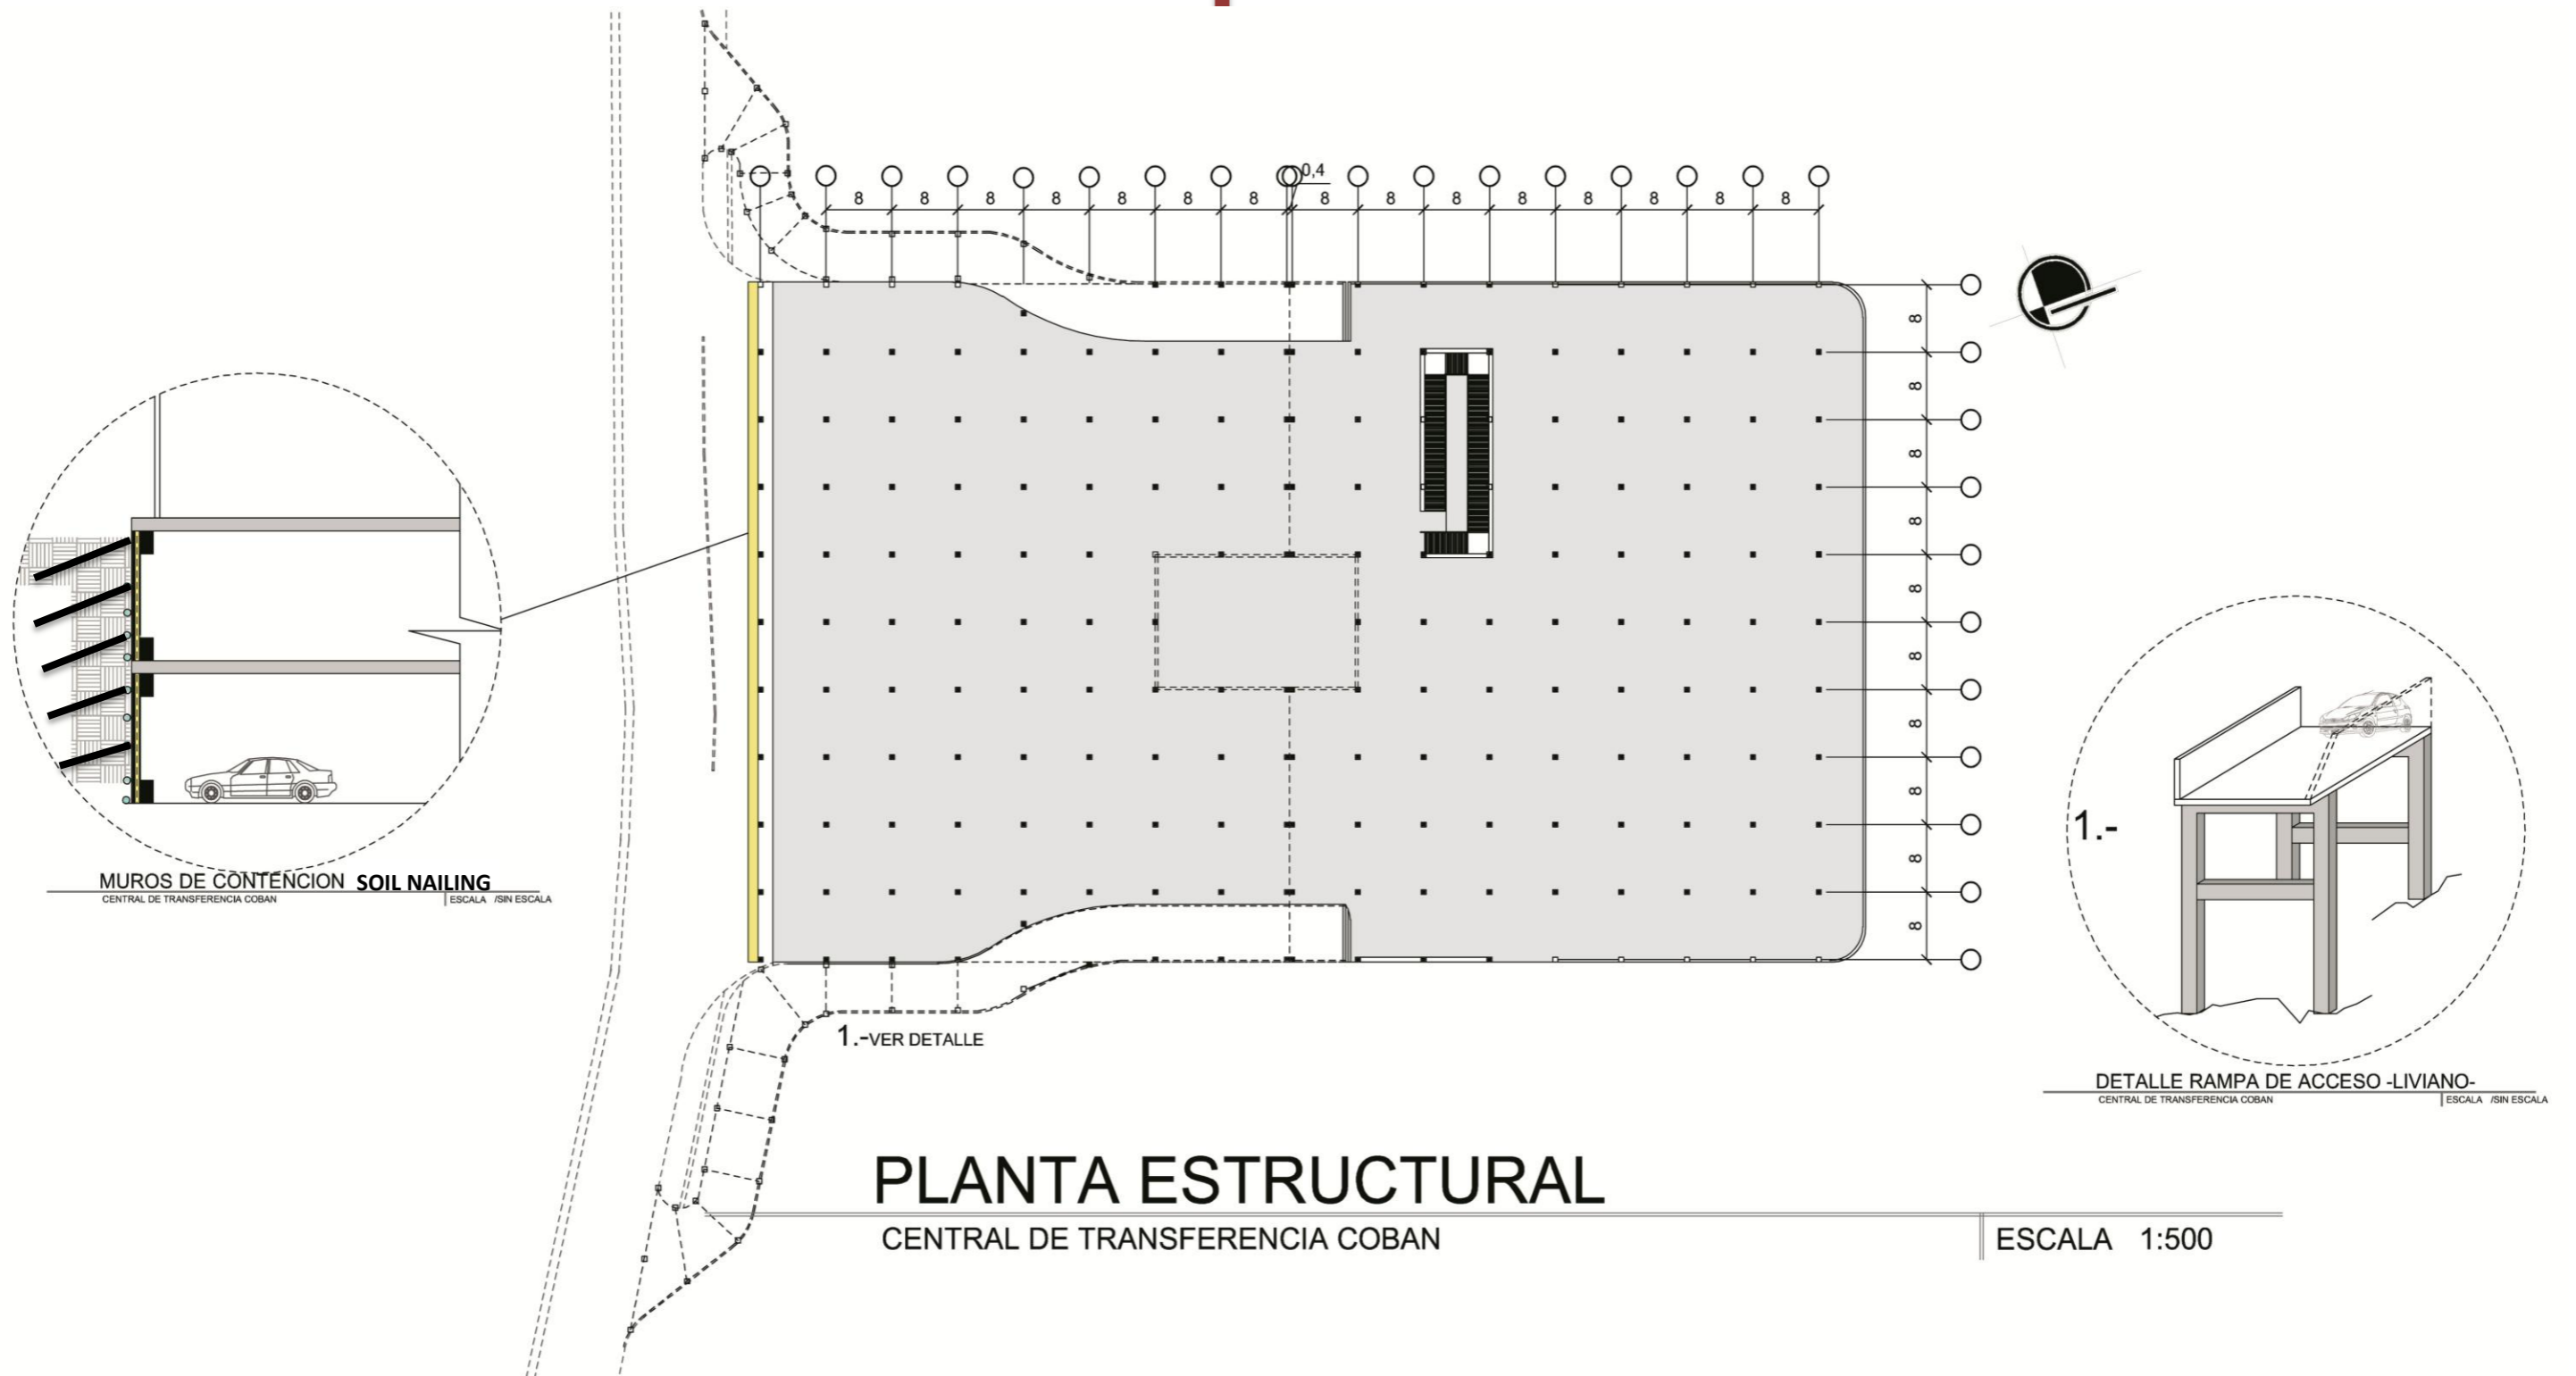 0,4
8 8 8 8 8 8 8 8 8 8 8 8 8 8 8
8
8
8
8
8
8
8
8
8
8
MUROS DE CONTENCION SOIL NAILING
CENTRAL DE TRANSFERENCIA COBAN ESCALA /SIN ESCALA
1.-
1.-VER DETALLE
DETALLE RAMPA DE ACCESO -LIVIANO-
CENTRAL DE TRANSFERENCIA COBAN ESCALA /SIN ESCALA
PLANTA ESTRUCTURAL
CENTRAL DE TRANSFERENCIA COBAN ESCALA 1:500